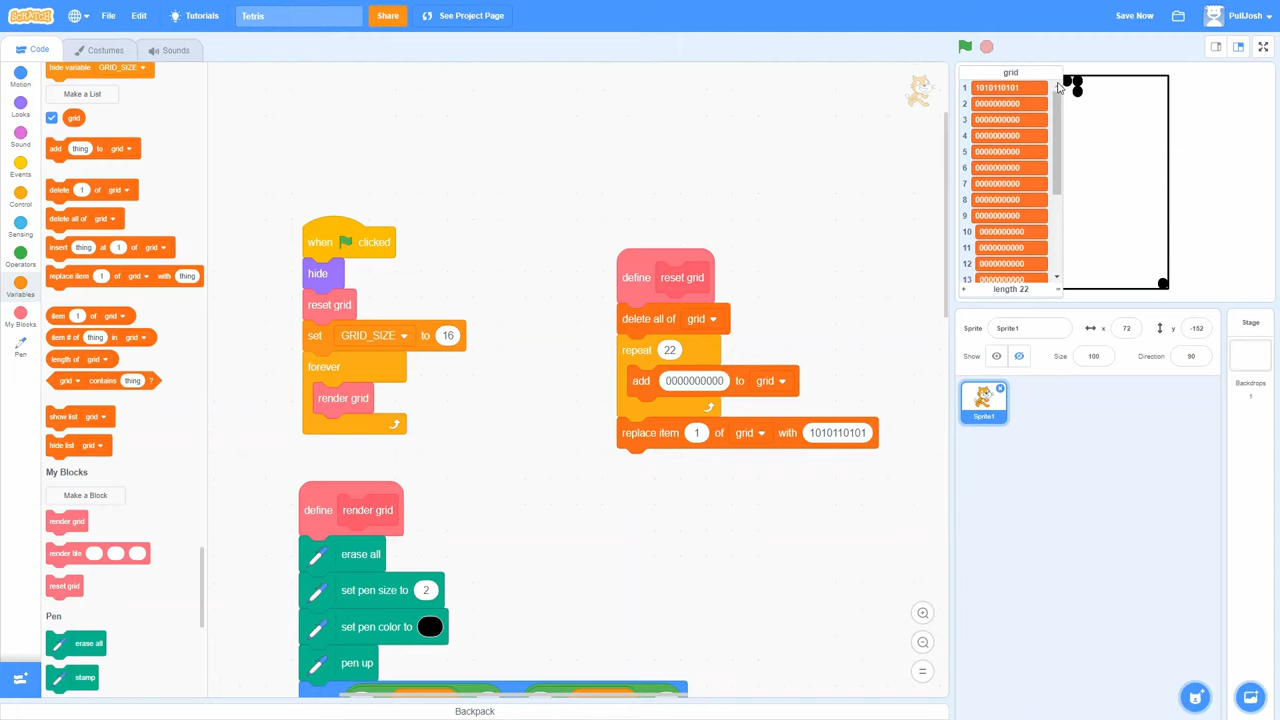 SCRATCH File Edit Tutorials Tetris Share See Project Page Save Now PullJosh
Code Costumes Sounds
Motion
Looks
Sound
Events
Control
Sensing
Operators
Variables
My Blocks
Pen
hide variable GRID_SIZE
Make a List
grid
add thing to grid
delete 1 of grid
delete all of grid
insert thing at 1 of grid
replace item 1 of grid with thing
item 1 of grid
item # of thing in grid
length of grid
grid contains thing ?
show list grid
hide list grid
My Blocks
Make a Block
render grid
render tile
reset grid
Pen
erase all
stamp
when clicked
hide
reset grid
set GRID_SIZE to 16
forever
render grid
define render grid
erase all
set pen size to 2
set pen color to
pen up
define reset grid
delete all of grid
repeat 22
add 0000000000 to grid
replace item 1 of grid with 1010110101
grid
1 1010110101
2 0000000000
3 0000000000
4 0000000000
5 0000000000
6 0000000000
7 0000000000
8 0000000000
9 0000000000
10 0000000000
11 0000000000
12 0000000000
13 0000000000
+ length 22 =
Sprite Sprite1 x 72 y -152
Show Size 100 Direction 90
Sprite1
Stage
Backdrops
1
Backpack